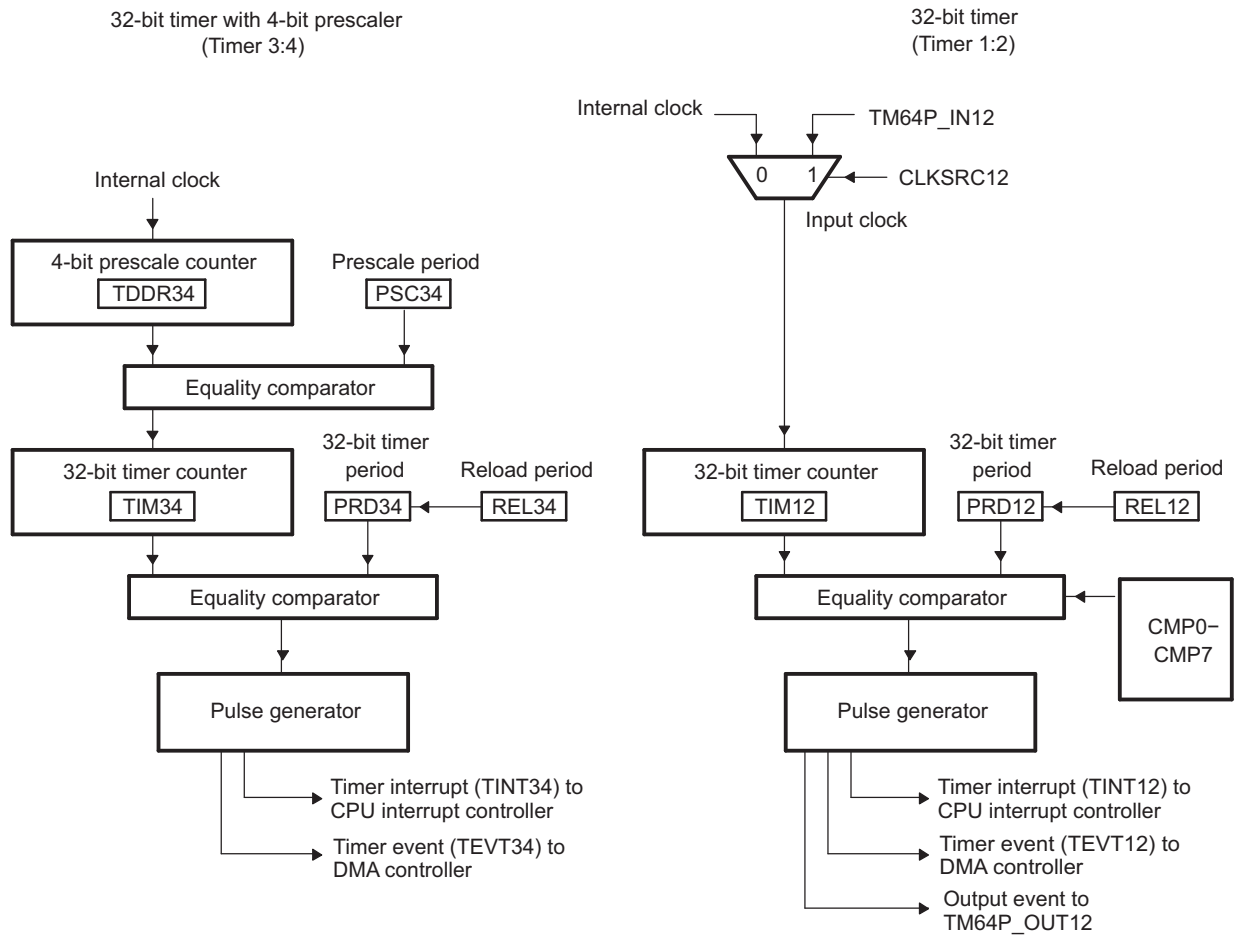 32-bit timer with 4-bit prescaler
(Timer 3:4)
Internal clock
4-bit prescale counter
TDDR34
Prescale period
PSC34
Equality comparator
32-bit timer counter
TIM34
32-bit timer
period
PRD34
Reload period
REL34
Equality comparator
Pulse generator
Timer interrupt (TINT34) to
CPU interrupt controller
Timer event (TEVT34) to
DMA controller
32-bit timer
(Timer 1:2)
Internal clock
TM64P_IN12
0
1
CLKSRC12
Input clock
32-bit timer counter
TIM12
32-bit timer
period
PRD12
Reload period
REL12
Equality comparator
CMP0−
CMP7
Pulse generator
Timer interrupt (TINT12) to
CPU interrupt controller
Timer event (TEVT12) to
DMA controller
Output event to
TM64P_OUT12